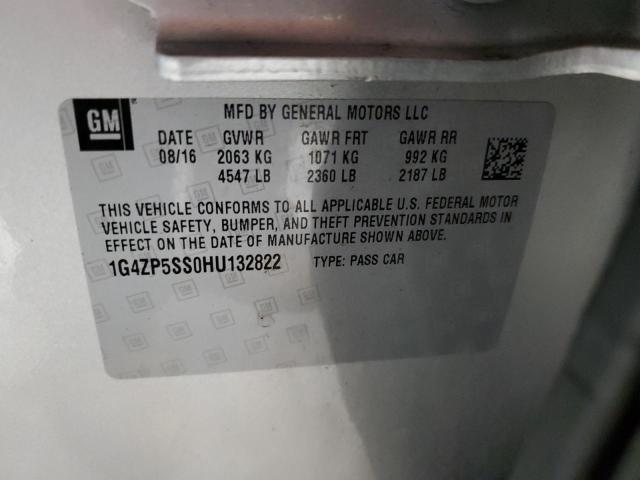 GM
MFD BY GENERAL MOTORS LLC
DATE GVWR GAWR FRT GAWR RR
08/16 2063 KG 1071 KG 992 KG
4547 LB 2360 LB 2187 LB
THIS VEHICLE CONFORMS TO ALL APPLICABLE U.S. FEDERAL MOTOR
VEHICLE SAFETY, BUMPER, AND THEFT PREVENTION STANDARDS IN
EFFECT ON THE DATE OF MANUFACTURE SHOWN ABOVE.
1G4ZP5SS0HU132822 TYPE: PASS CAR